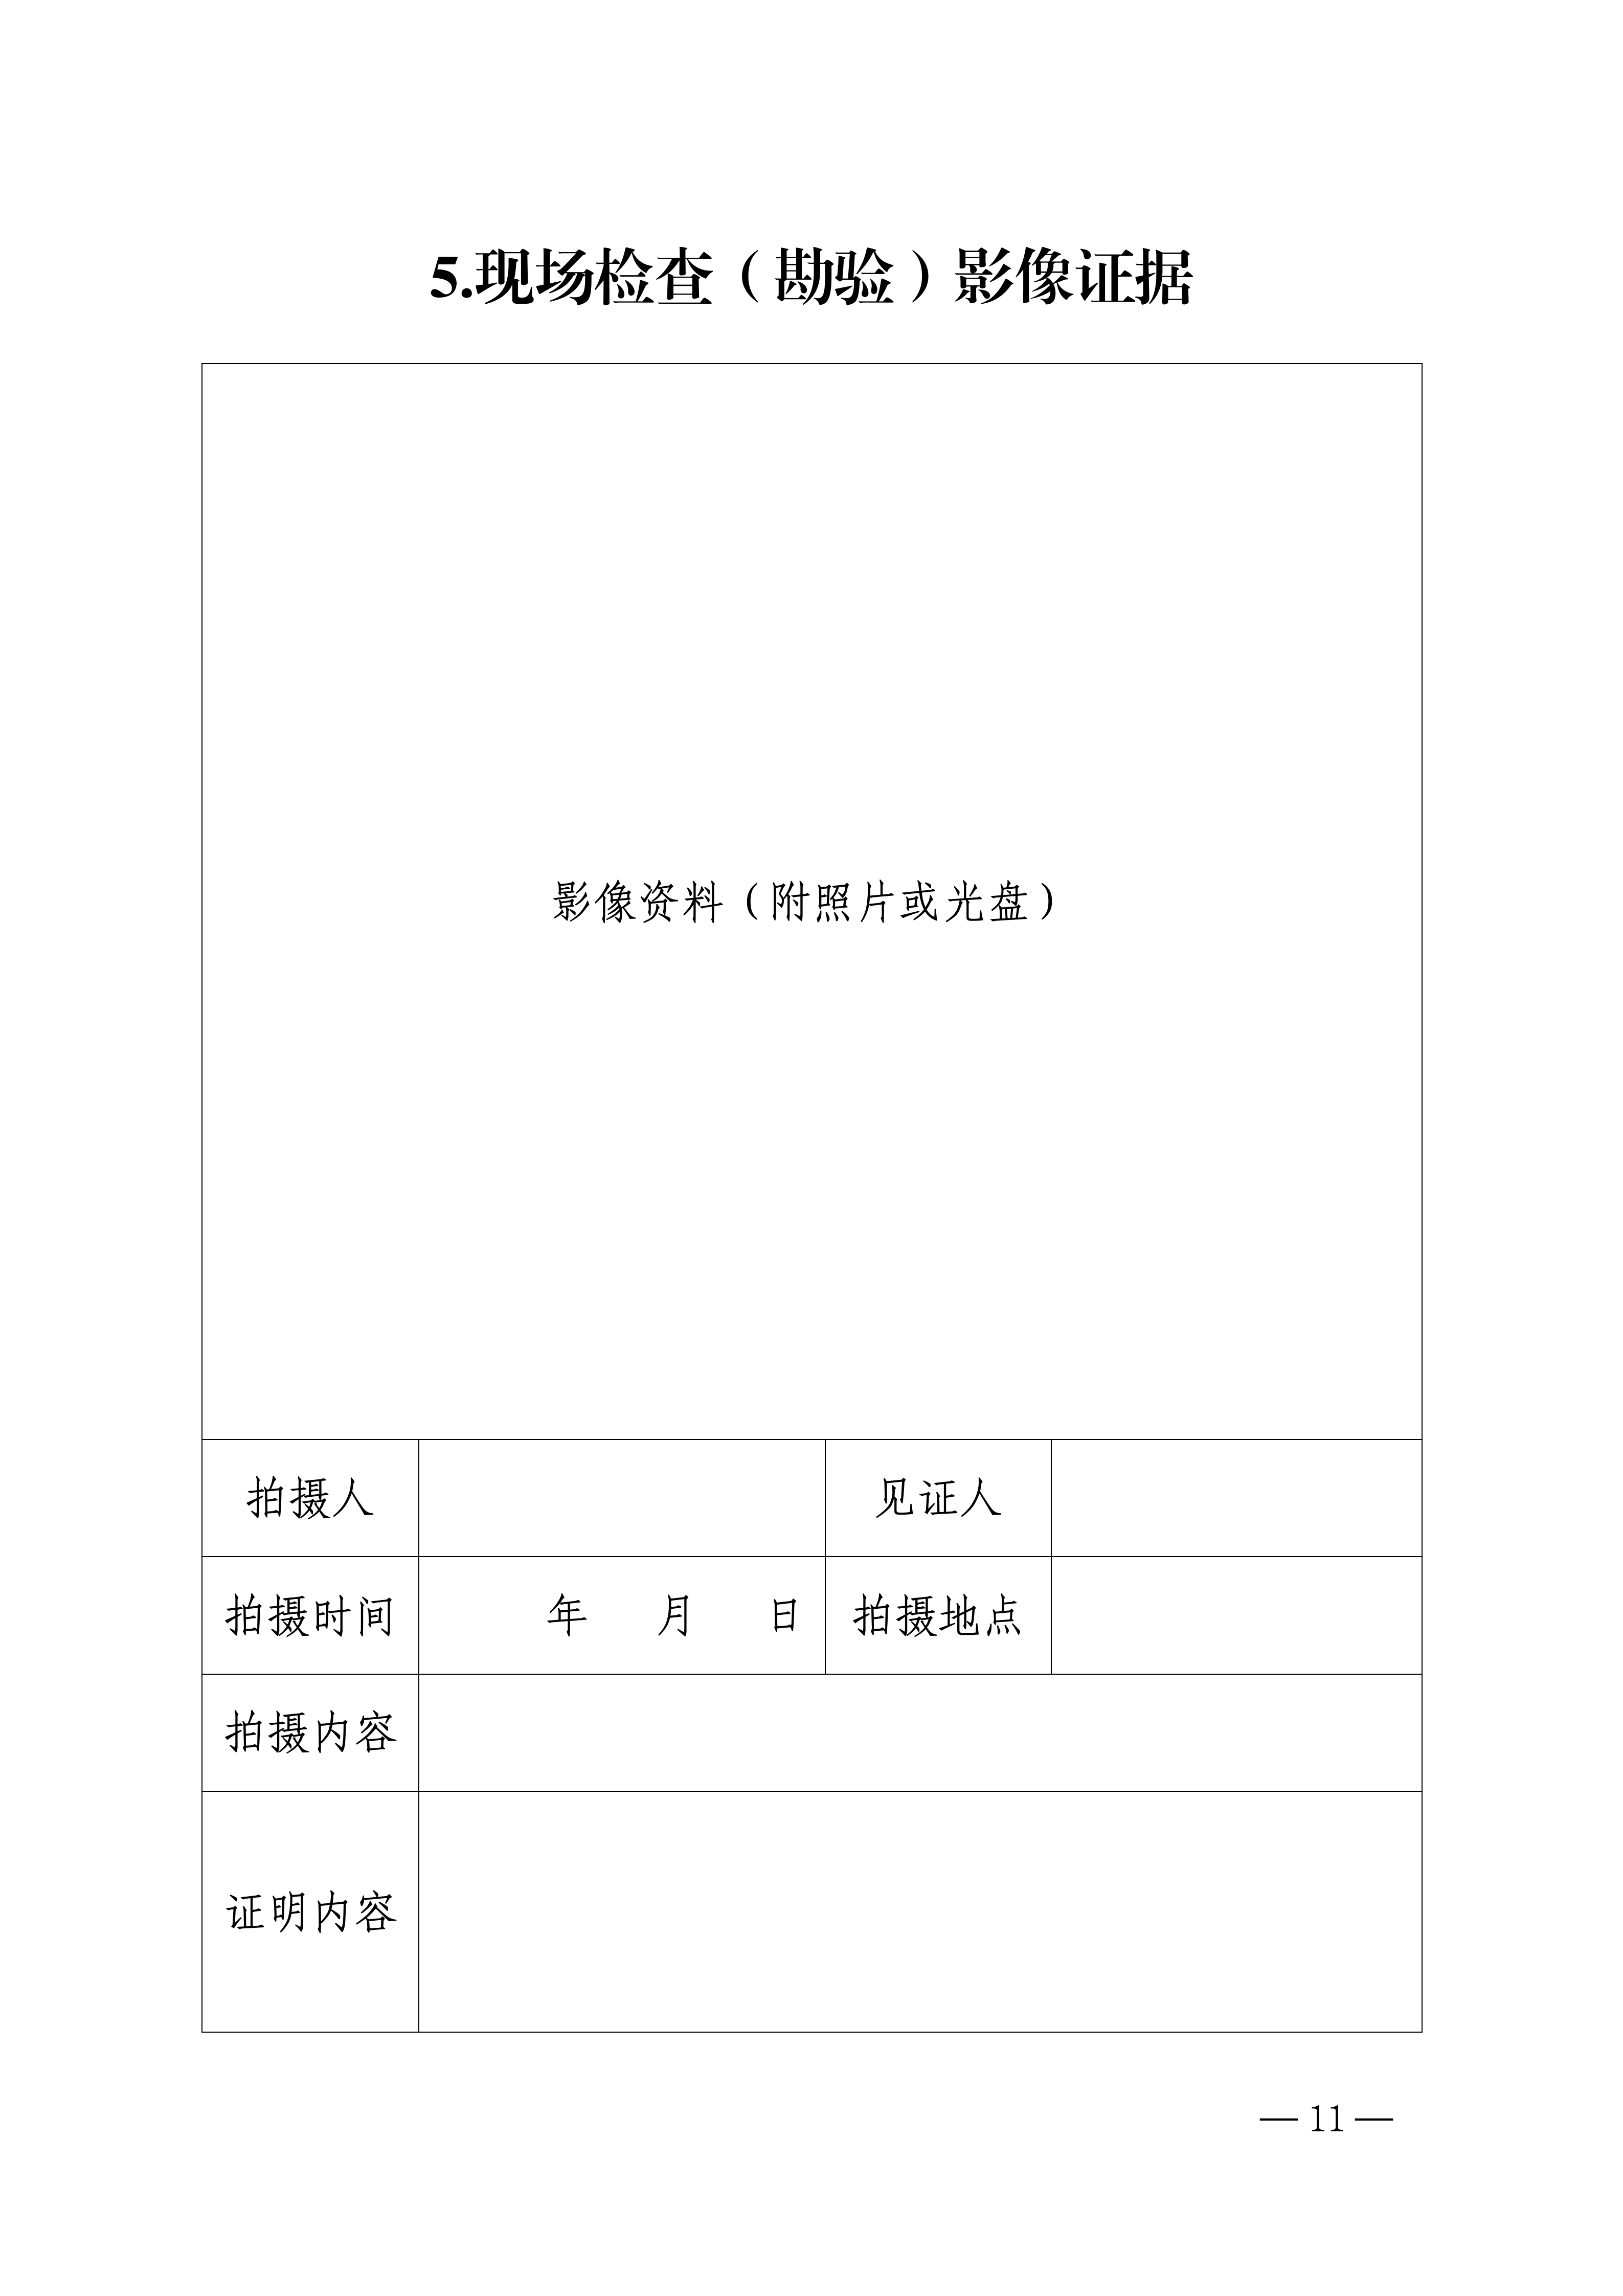 5.现场检查（勘验）影像证据
影像资料（附照片或光盘）
拍摄人 见证人
拍摄时间 年 月 日 拍摄地点
拍摄内容
证明内容
— 11 —